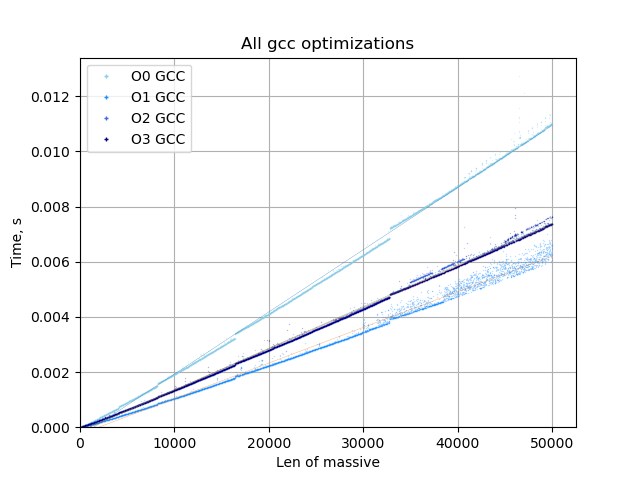 All gcc optimizations
O0 GCC
O1 GCC
O2 GCC
O3 GCC
Time, s
0.012
0.010
0.008
0.006
0.004
0.002
0.000
0 10000 20000 30000 40000 50000
Len of massive